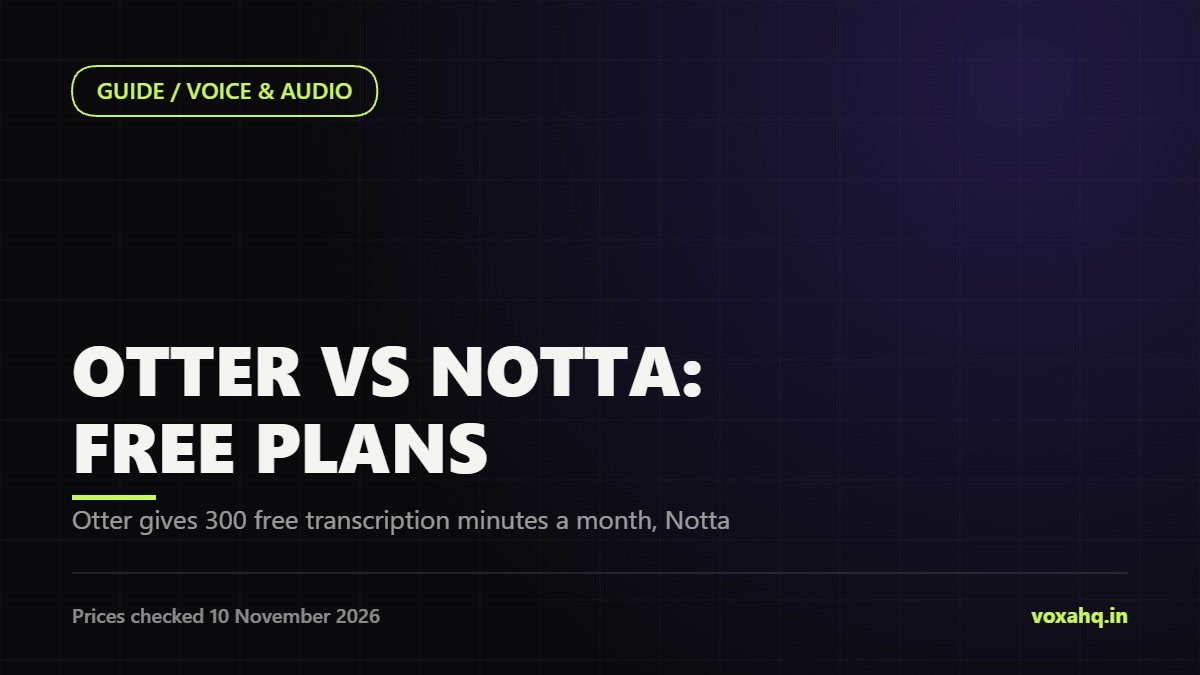 GUIDE / VOICE & AUDIO
OTTER VS NOTTA:
FREE PLANS
Otter gives 300 free transcription minutes a month, Notta
Prices checked 10 November 2026
voxahq.in